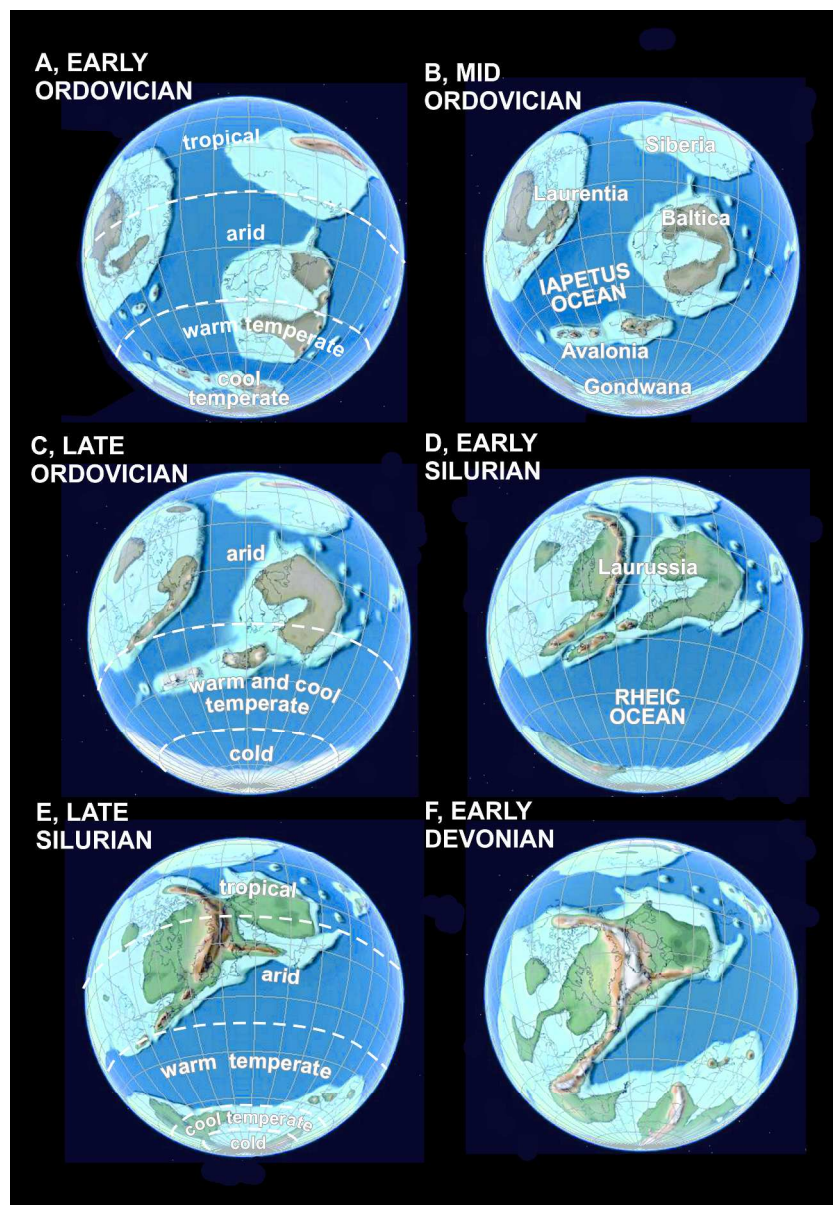 A, EARLY
ORDOVICIAN
tropical
arid
warm temperate
cool
temperate
B, MID
ORDOVICIAN
Siberia
Laurentia
Baltica
IAPETUS
OCEAN
Avalonia
Gondwana
C, LATE
ORDOVICIAN
arid
warm and cool
temperate
cold
D, EARLY
SILURIAN
Laurussia
RHEIC
OCEAN
E, LATE
SILURIAN
tropical
arid
warm temperate
cool temperate
cold
F, EARLY
DEVONIAN